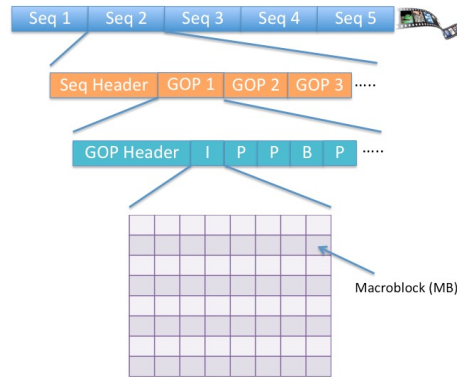 Seq 1 Seq 2 Seq 3 Seq 4 Seq 5
Seq Header GOP 1 GOP 2 GOP 3 .....
GOP Header I P P B P .....
Macroblock (MB)